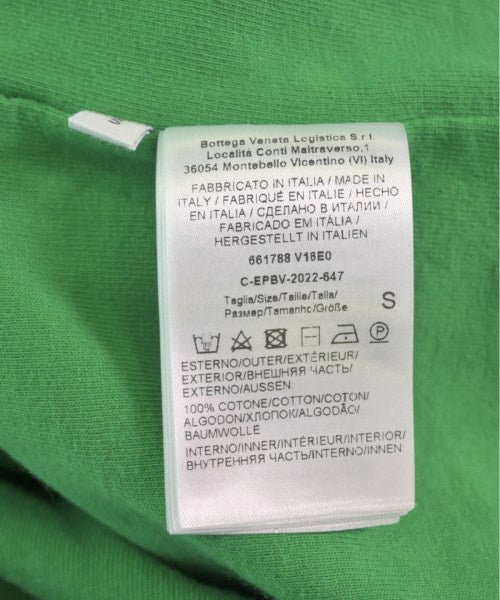 Bottega Veneta Logistica S.r.l.
Località Conti Maltraverso,1
36054 Montebello Vicentino (VI) Italy
FABBRICATO IN ITALIA / MADE IN
ITALY / FABRIQUÉ EN ITALIE / HECHO
EN ITALIA / СДЕЛАНО В ИТАЛИИ /
FABRICADO EM ITÁLIA /
HERGESTELLT IN ITALIEN
661788 V16E0
C-EPBV-2022-647
Taglia/Size/Taille/Talla/
Размер/Tamanho/Größe
S
P
ESTERNO/OUTER/EXTÉRIEUR/
EXTERIOR/ВНЕШНЯЯ ЧАСТЬ/
EXTERNO/AUSSEN:
100% COTONE/COTTON/COTON/
ALGODON/ХЛОПОК/ALGODÃO/
BAUMWOLLE
INTERNO/INNER/INTÉRIEUR/INTERIOR/
ВНУТРЕННЯЯ ЧАСТЬ/INTERNO/INNEN: